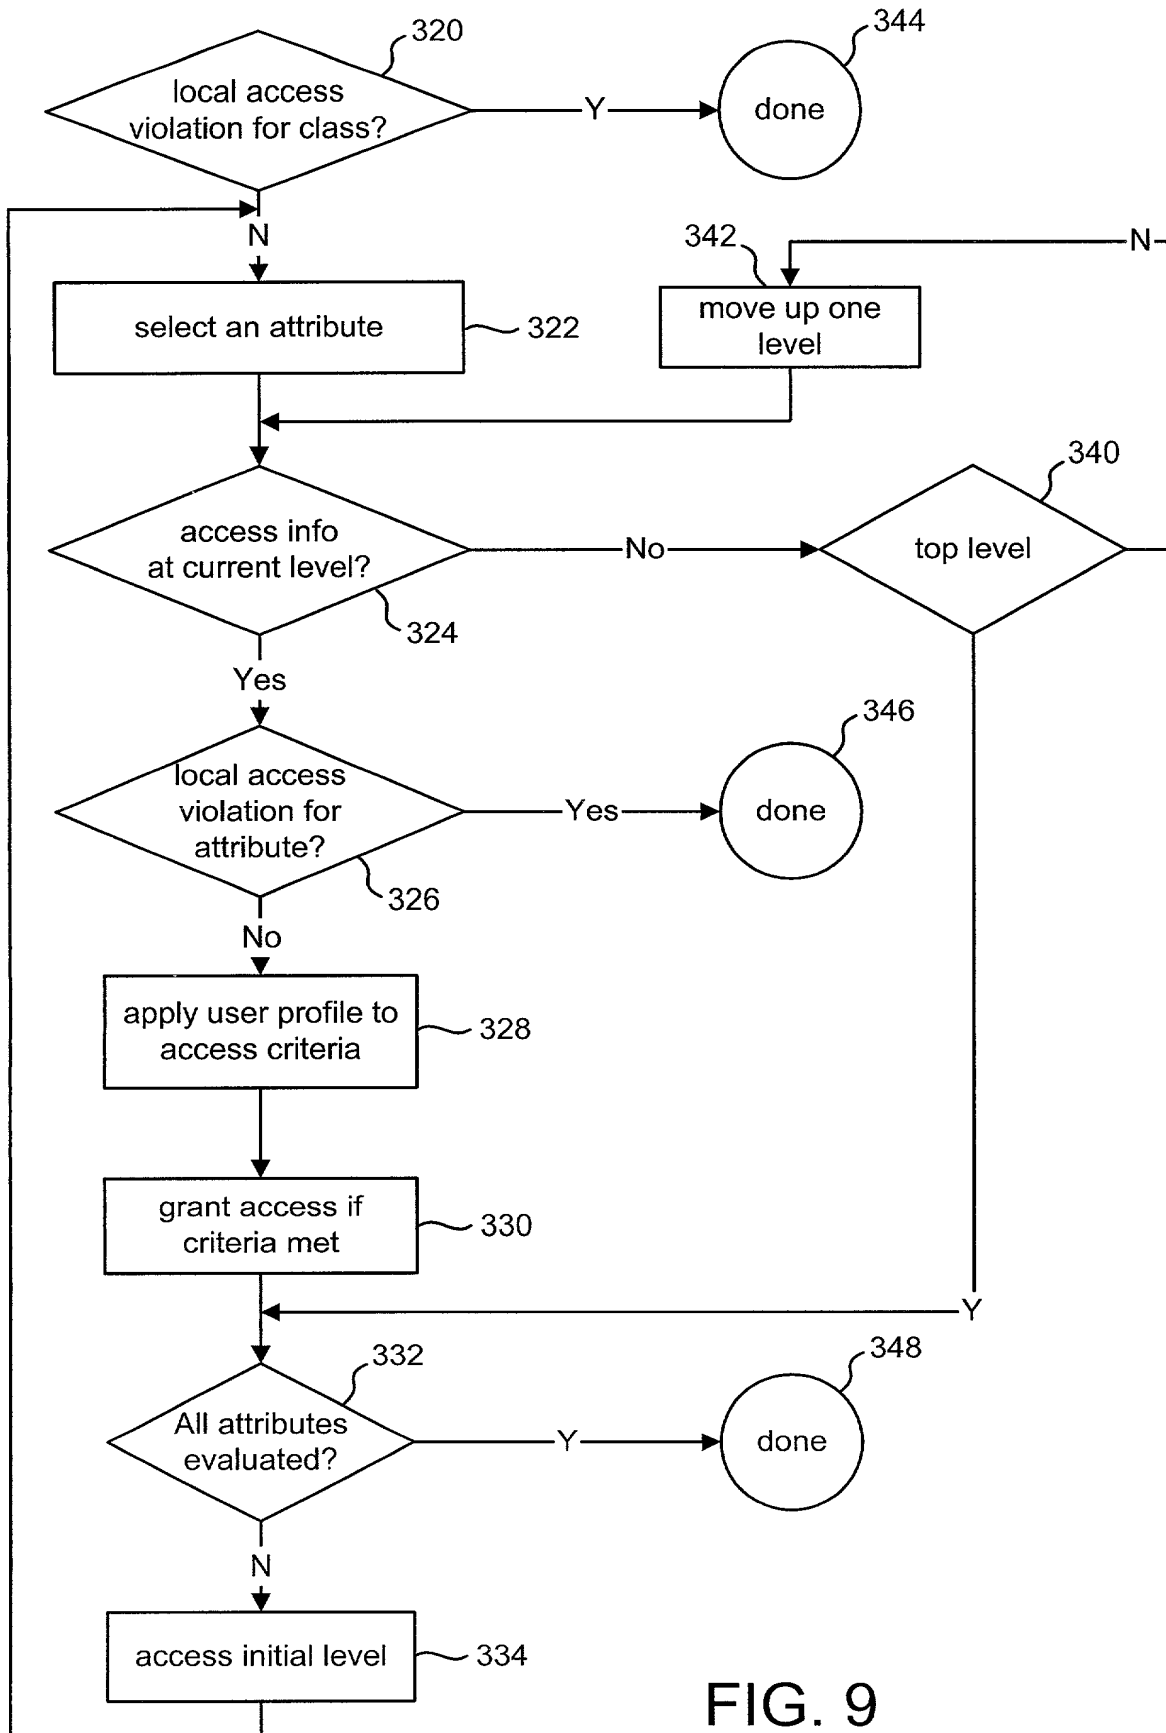 320
local access
violation for class?
Y
344
done
N
select an attribute
322
342
move up one
level
N
access info
at current level?
324
No
340
top level
Yes
local access
violation for
attribute?
326
Yes
346
done
No
apply user profile to
access criteria
328
grant access if
criteria met
330
Y
332
All attributes
evaluated?
Y
348
done
N
access initial level
334
FIG. 9